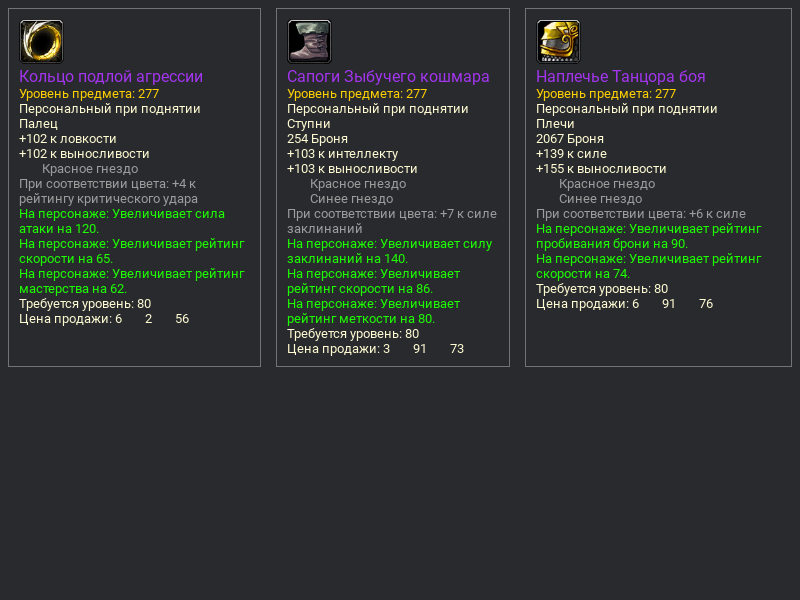 Кольцо подлой агрессии
Уровень предмета: 277
Персональный при поднятии
Палец
+102 к ловкости
+102 к выносливости
Красное гнездо
При соответствии цвета: +4 к
рейтингу критического удара
На персонаже: Увеличивает сила
атаки на 120.
На персонаже: Увеличивает рейтинг
скорости на 65.
На персонаже: Увеличивает рейтинг
мастерства на 62.
Требуется уровень: 80
Цена продажи: 6 2 56
Сапоги Зыбучего кошмара
Уровень предмета: 277
Персональный при поднятии
Ступни
254 Броня
+103 к интеллекту
+103 к выносливости
Красное гнездо
Синее гнездо
При соответствии цвета: +7 к силе
заклинаний
На персонаже: Увеличивает силу
заклинаний на 140.
На персонаже: Увеличивает
рейтинг скорости на 86.
На персонаже: Увеличивает
рейтинг меткости на 80.
Требуется уровень: 80
Цена продажи: 3 91 73
Наплечье Танцора боя
Уровень предмета: 277
Персональный при поднятии
Плечи
2067 Броня
+139 к силе
+155 к выносливости
Красное гнездо
Синее гнездо
При соответствии цвета: +6 к силе
На персонаже: Увеличивает рейтинг
пробивания брони на 90.
На персонаже: Увеличивает рейтинг
скорости на 74.
Требуется уровень: 80
Цена продажи: 6 91 76